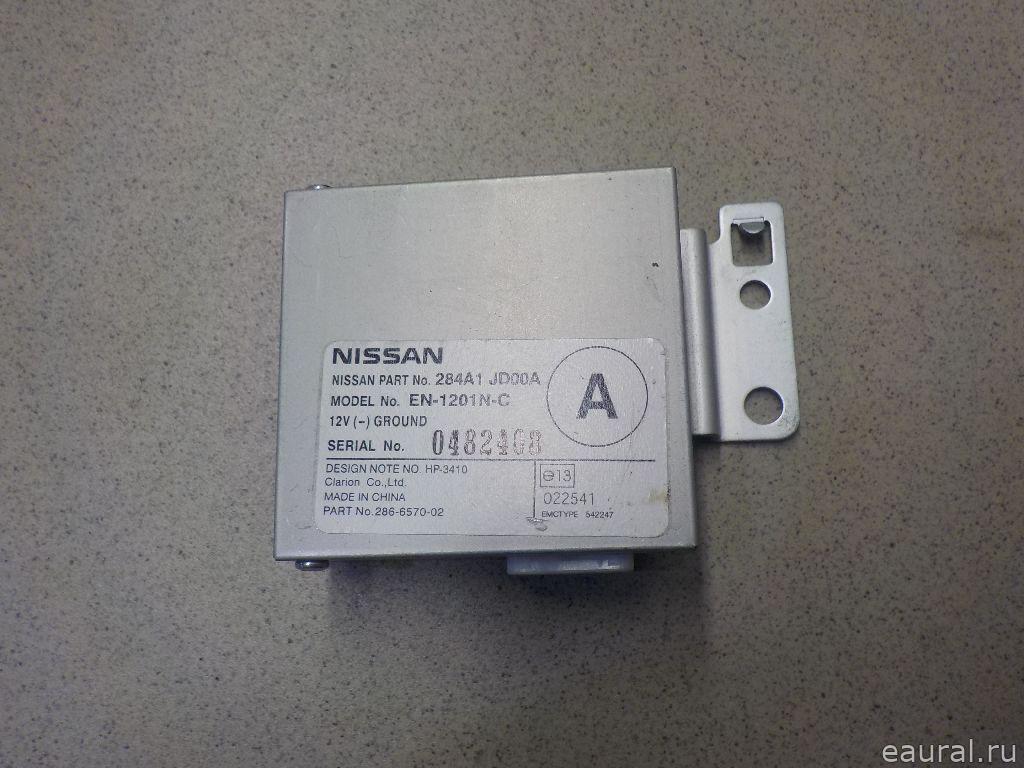 NISSAN
NISSAN PART No. 284A1 JD00A
MODEL No. EN-1201N-C
12V (-) GROUND
SERIAL No. 0482408
A
DESIGN NOTE NO. HP-3410
Clarion Co.,Ltd.
MADE IN CHINA
PART No.286-6570-02
e13
022541
EMCTYPE 542247
eaural.ru